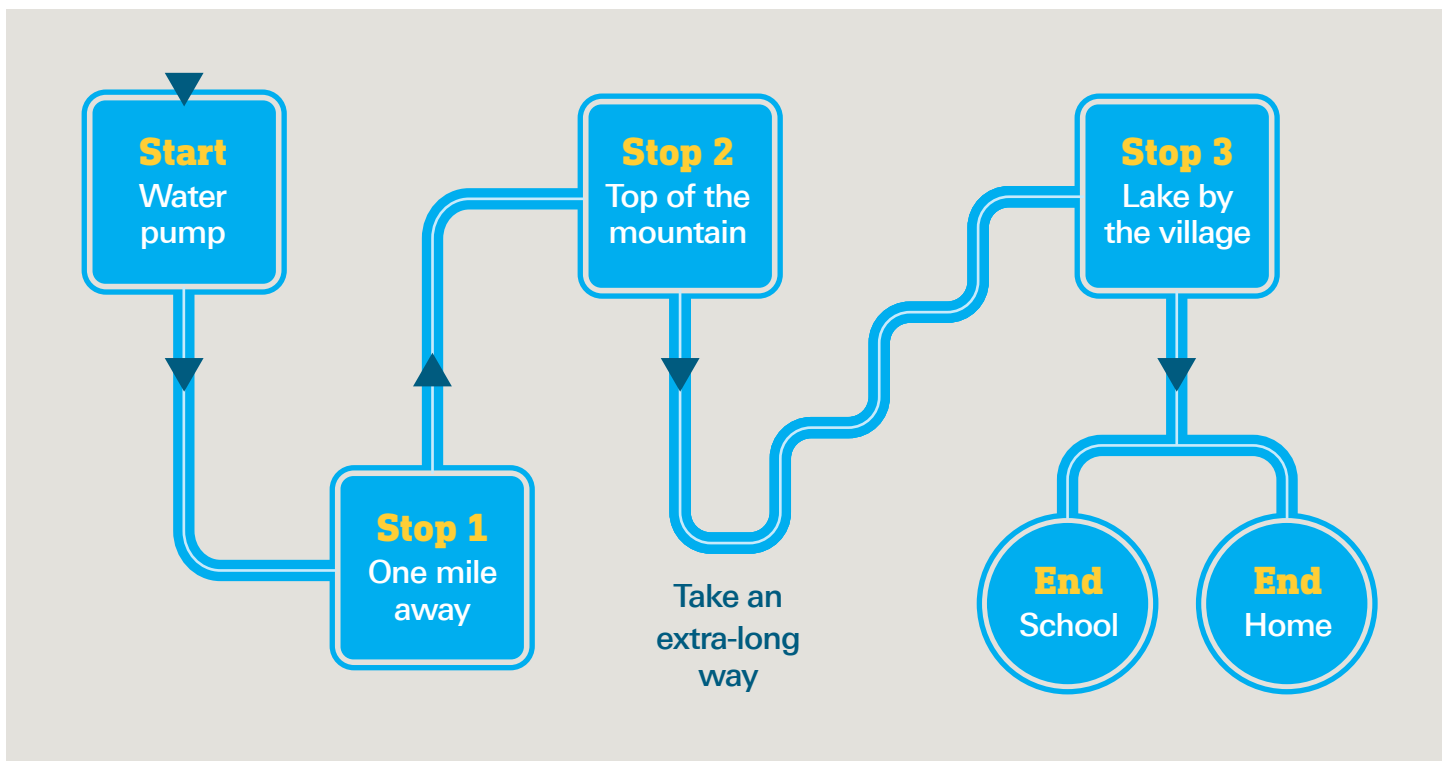 Start
Water
pump
Stop 1
One mile
away
Stop 2
Top of the
mountain
Take an
extra-long
way
Stop 3
Lake by
the village
End
School
End
Home